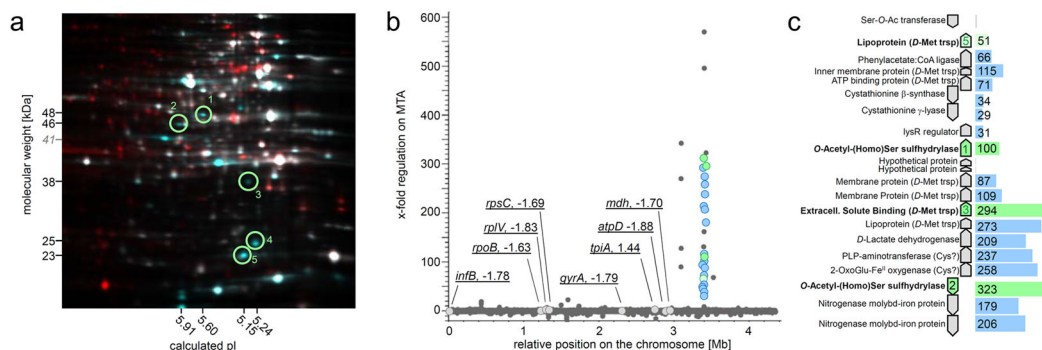 a
molecular weight [kDa]
48
46
41
38
25
23
1
2
3
4
5
5.91
5.60
5.15
5.24
calculated pI
b
x-fold regulation on MTA
600
500
400
300
200
100
0
rpsC, -1.69
mdh, -1.70
rplV, -1.83
atpD -1.88
rpoB, -1.63
tpiA, 1.44
infB, -1.78
gyrA, -1.79
0
1
2
3
4
relative position on the chromosome [Mb]
c
Ser-O-Ac transferase
Lipoprotein (D-Met trsp) 5 51
Phenylacetate:CoA ligase 66
Inner membrane protein (D-Met trsp) 115
ATP binding protein (D-Met trsp) 71
Cystathionine β-synthase 34
Cystathionine γ-lyase 29
lysR regulator 31
O-Acetyl-(Homo)Ser sulfhydrylase 1 100
Hypothetical protein
Hypothetical protein
Membrane protein (D-Met trsp) 87
Membrane Protein (D-Met trsp) 109
Extracell. Solute Binding (D-Met trsp) 3 294
Lipoprotein (D-Met trsp) 273
D-Lactate dehydrogenase 209
PLP-aminotransferase (Cys?) 237
2-OxoGlu-Feᴵᴵ oxygenase (Cys?) 258
O-Acetyl-(Homo)Ser sulfhydrylase 2 323
Nitrogenase molybd-iron protein 179
Nitrogenase molybd-iron protein 206